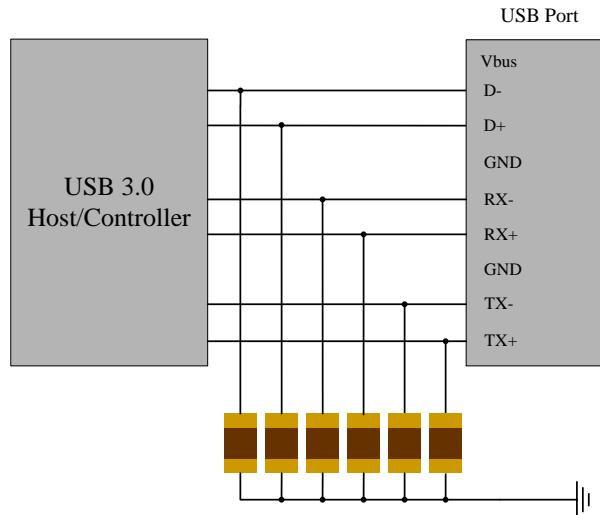 USB Port
Vbus
D-
D+
GND
USB 3.0
Host/Controller
RX-
RX+
GND
TX-
TX+